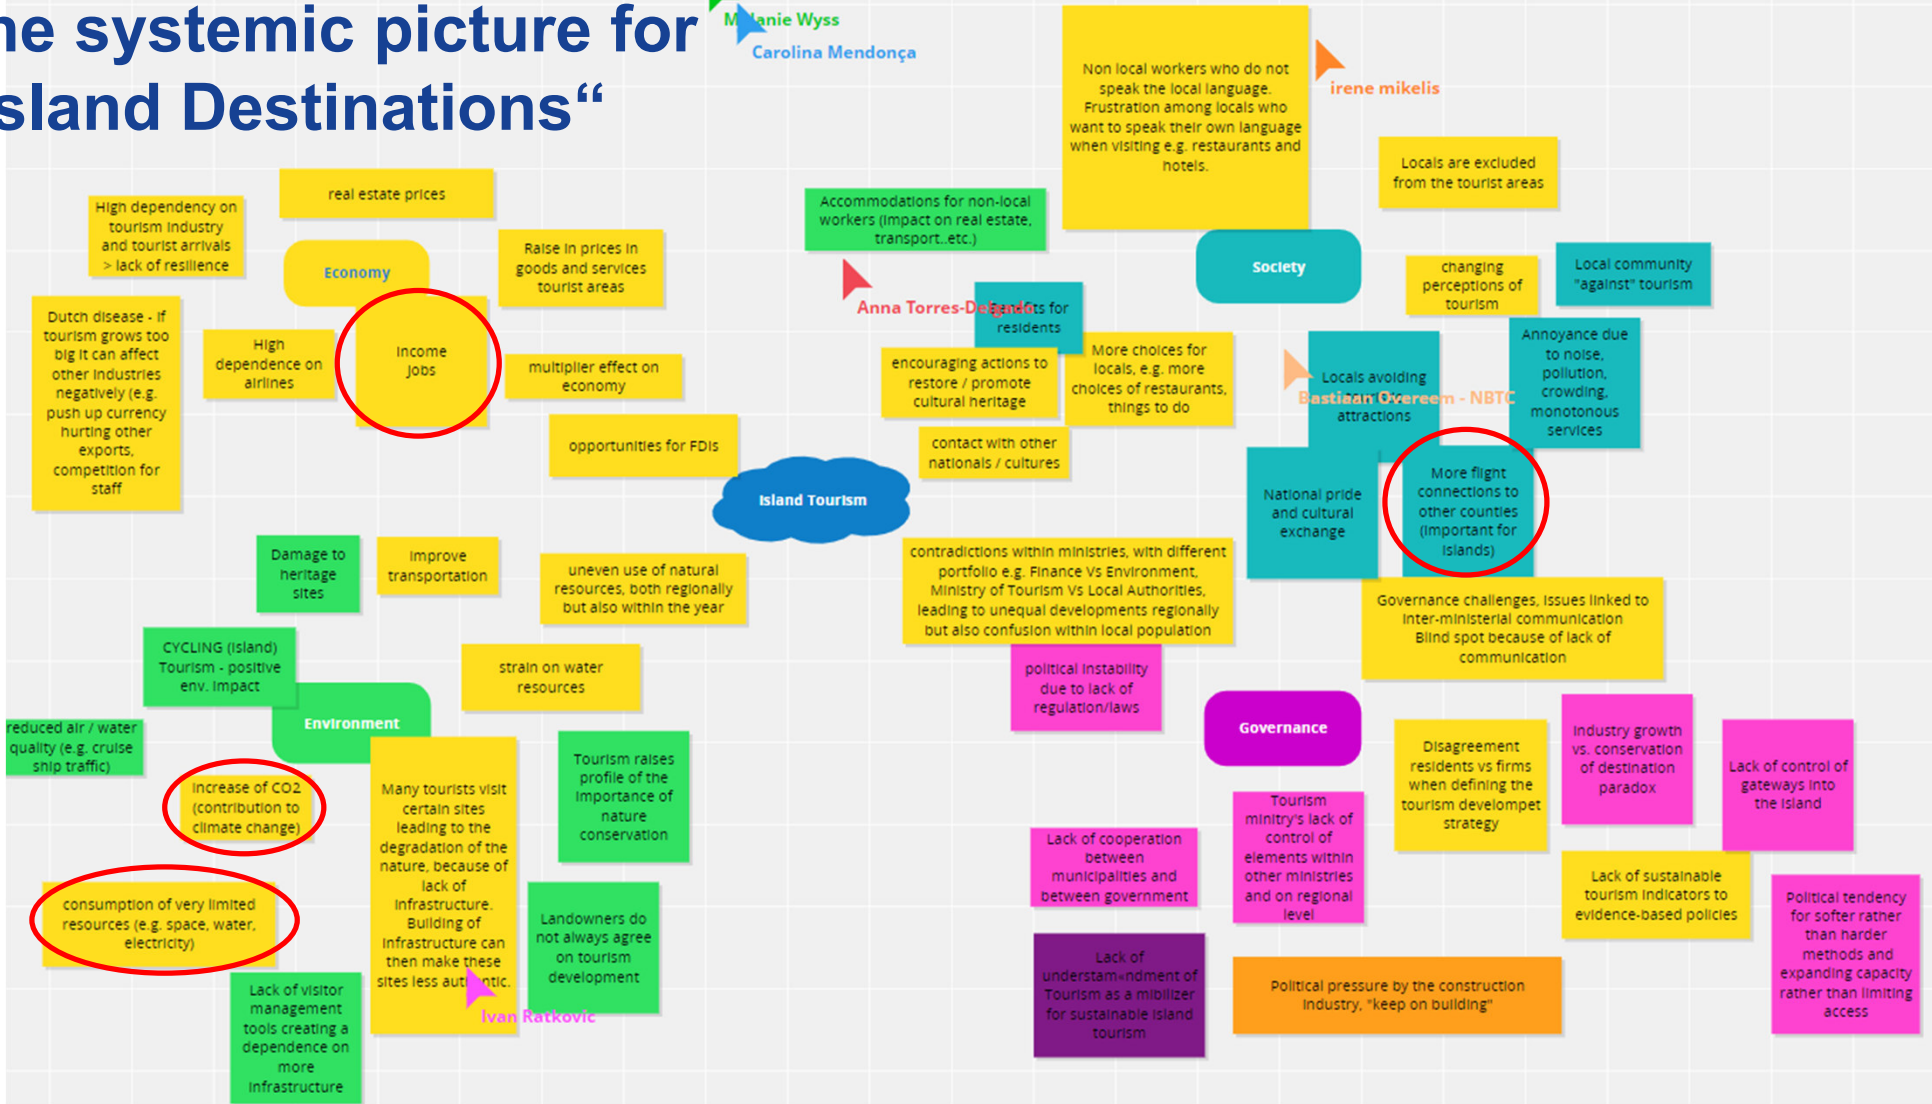 ne systemic picture for
sland Destinations“
Melanie Wyss
Carolina Mendonça
irene mikelis
Non local workers who do not
speak the local language.
Frustration among locals who
want to speak their own language
when visiting e.g. restaurants and
hotels.
Locals are excluded
from the tourist areas
real estate prices
High dependency on
tourism industry
and tourist arrivals
> lack of resilience
Economy
Raise in prices in
goods and services
tourist areas
Accommodations for non-local
workers (impact on real estate,
transport..etc.)
Anna Torres-Delgado
Society
changing
perceptions of
tourism
Local community
"against" tourism
Dutch disease - if
tourism grows too
big it can affect
other industries
negatively (e.g.
push up currency
hurting other
exports,
competition for
staff
High
dependence on
airlines
Income
Jobs
multiplier effect on
economy
opportunities for FDIs
Benefits for
residents
encouraging actions to
restore / promote
cultural heritage
More choices for
locals, e.g. more
choices of restaurants,
things to do
contact with other
nationals / cultures
Locals avoiding
attractions
Bastiaan Overeem - NBTC
Annoyance due
to noise,
pollution,
crowding,
monotonous
services
National pride
and cultural
exchange
More flight
connections to
other counties
(important for
islands)
Island Tourism
Damage to
heritage
sites
improve
transportation
uneven use of natural
resources, both regionally
but also within the year
contradictions within ministries, with different
portfolio e.g. Finance Vs Environment,
Ministry of Tourism Vs Local Authorities,
leading to unequal developments regionally
but also confusion within local population
Governance challenges, issues linked to
inter-ministerial communication
Blind spot because of lack of
communication
CYCLING (island)
Tourism - positive
env. impact
strain on water
resources
political instability
due to lack of
regulation/laws
Environment
Governance
reduced air / water
quality (e.g. cruise
ship traffic)
increase of CO2
(contribution to
climate change)
Many tourists visit
certain sites
leading to the
degradation of the
nature, because of
lack of
infrastructure.
Building of
infrastructure can
then make these
sites less authentic.
Ivan Ratkovic
Tourism raises
profile of the
importance of
nature
conservation
Disagreement
residents vs firms
when defining the
tourism develompet
strategy
Industry growth
vs. conservation
of destination
paradox
Lack of control of
gateways into
the island
consumption of very limited
resources (e.g. space, water,
electricity)
Landowners do
not always agree
on tourism
development
Lack of cooperation
between
municipalities and
between government
Tourism
minitry's lack of
control of
elements within
other ministries
and on regional
level
Lack of sustainable
tourism indicators to
evidence-based policies
Political tendency
for softer rather
than harder
methods and
expanding capacity
rather than limiting
access
Lack of visitor
management
tools creating a
dependence on
more
infrastructure
Lack of
understam«ndment of
Tourism as a mibilizer
for sustainable island
tourism
Political pressure by the construction
industry, "keep on building"